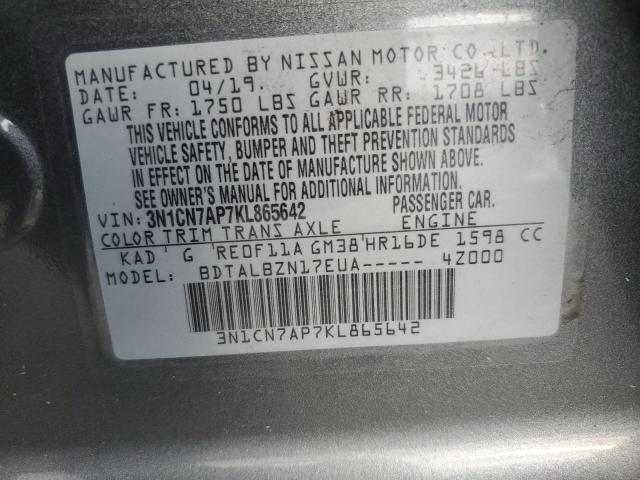 MANUFACTURED BY NISSAN MOTOR CO.,LTD.
DATE: 04/19. GVWR: 3426 LBS
GAWR FR: 1750 LBS GAWR RR: 1708 LBS
THIS VEHICLE CONFORMS TO ALL APPLICABLE FEDERAL MOTOR
VEHICLE SAFETY, BUMPER AND THEFT PREVENTION STANDARDS
IN EFFECT ON THE DATE OF MANUFACTURE SHOWN ABOVE.
SEE OWNER'S MANUAL FOR ADDITIONAL INFORMATION.
VIN: 3N1CN7AP7KL865642 PASSENGER CAR.
COLOR TRIM TRANS AXLE ENGINE
KAD G RE0F11A GM38 HR16DE 1598 CC
MODEL: BDTALBZN17EUA----- 4Z000
3N1CN7AP7KL865642